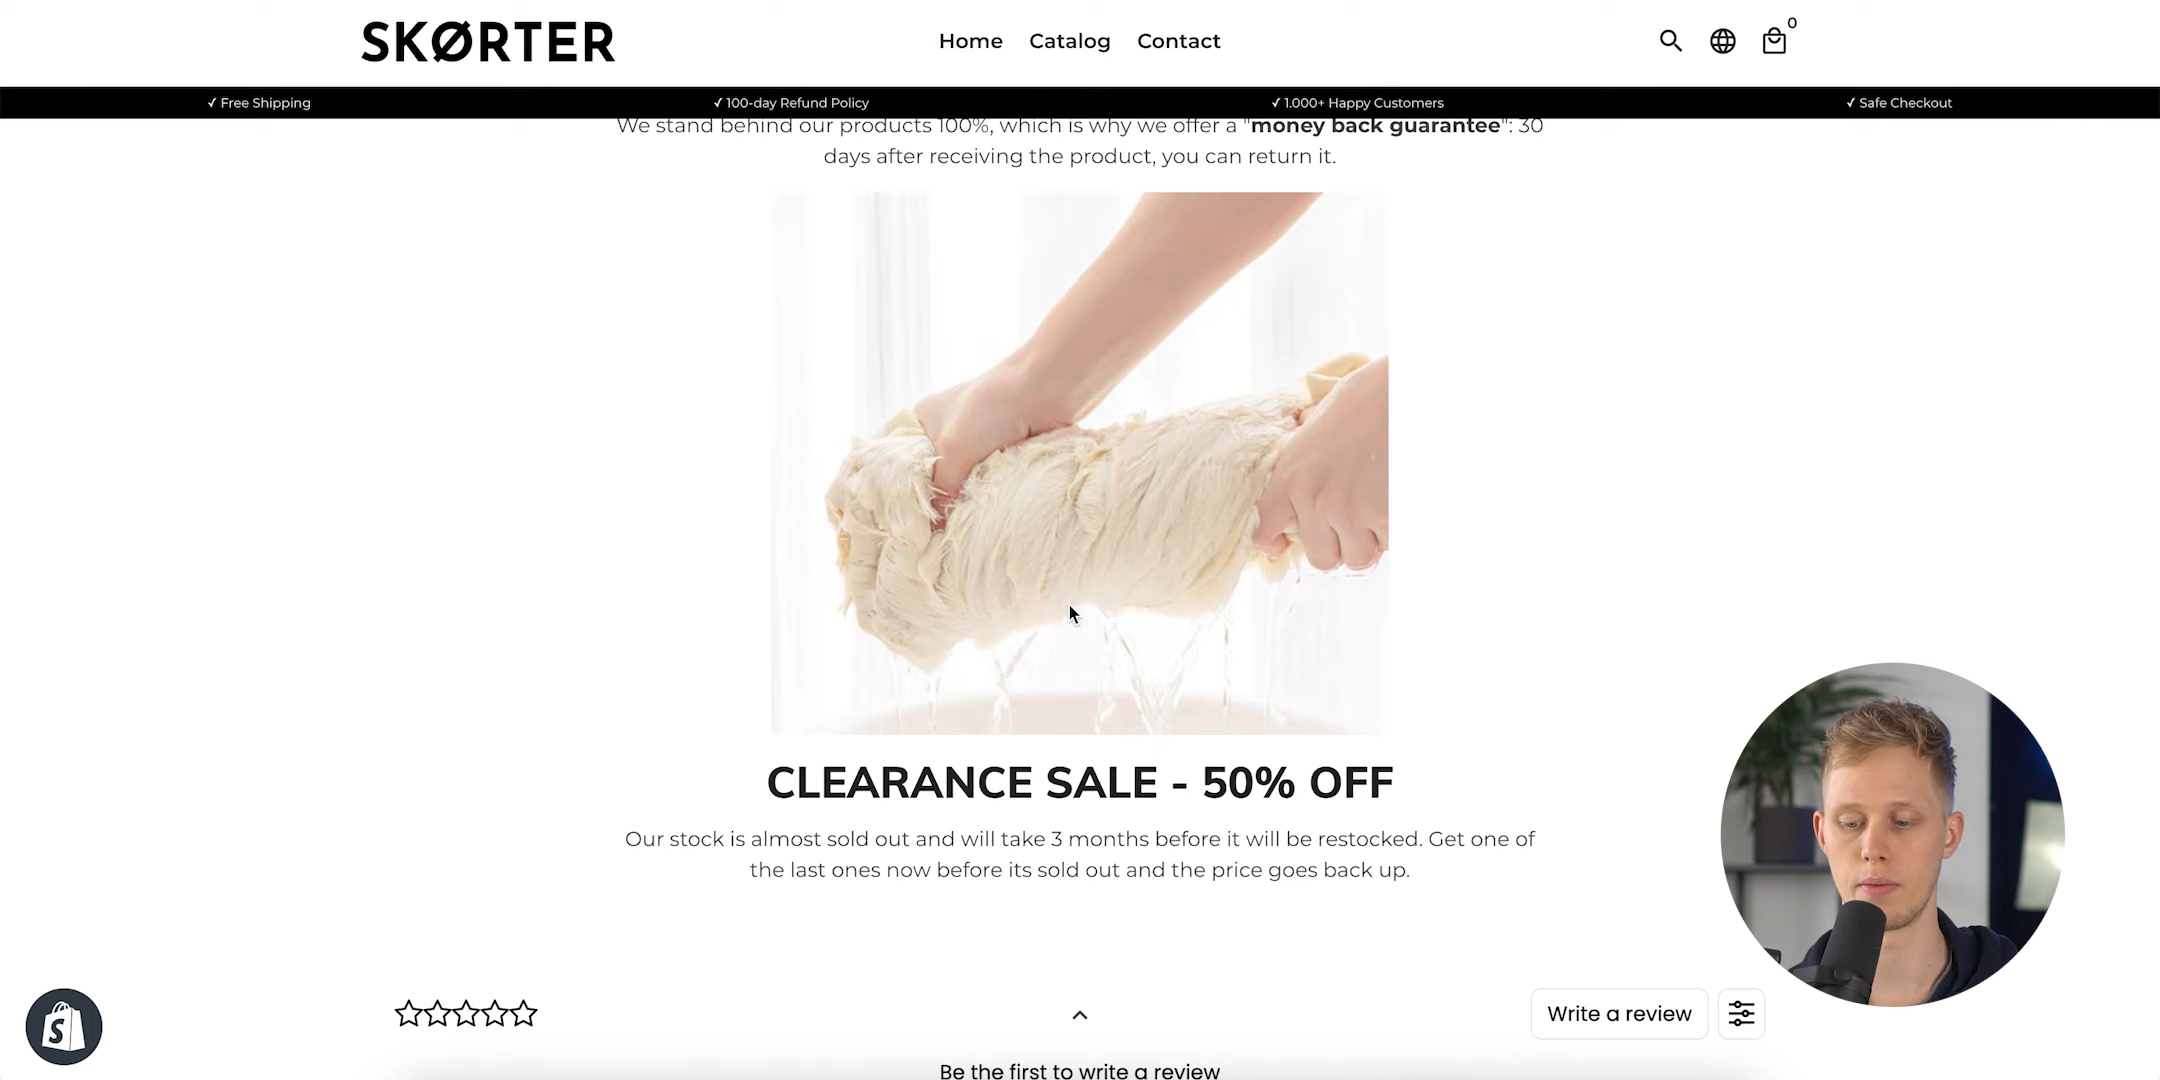 SKØRTER
Home Catalog Contact
0
✓ Free Shipping ✓ 100-day Refund Policy ✓ 1.000+ Happy Customers ✓ Safe Checkout
We stand behind our products 100%, which is why we offer a "money back guarantee": 30
days after receiving the product, you can return it.
CLEARANCE SALE - 50% OFF
Our stock is almost sold out and will take 3 months before it will be restocked. Get one of
the last ones now before its sold out and the price goes back up.
Write a review
Be the first to write a review